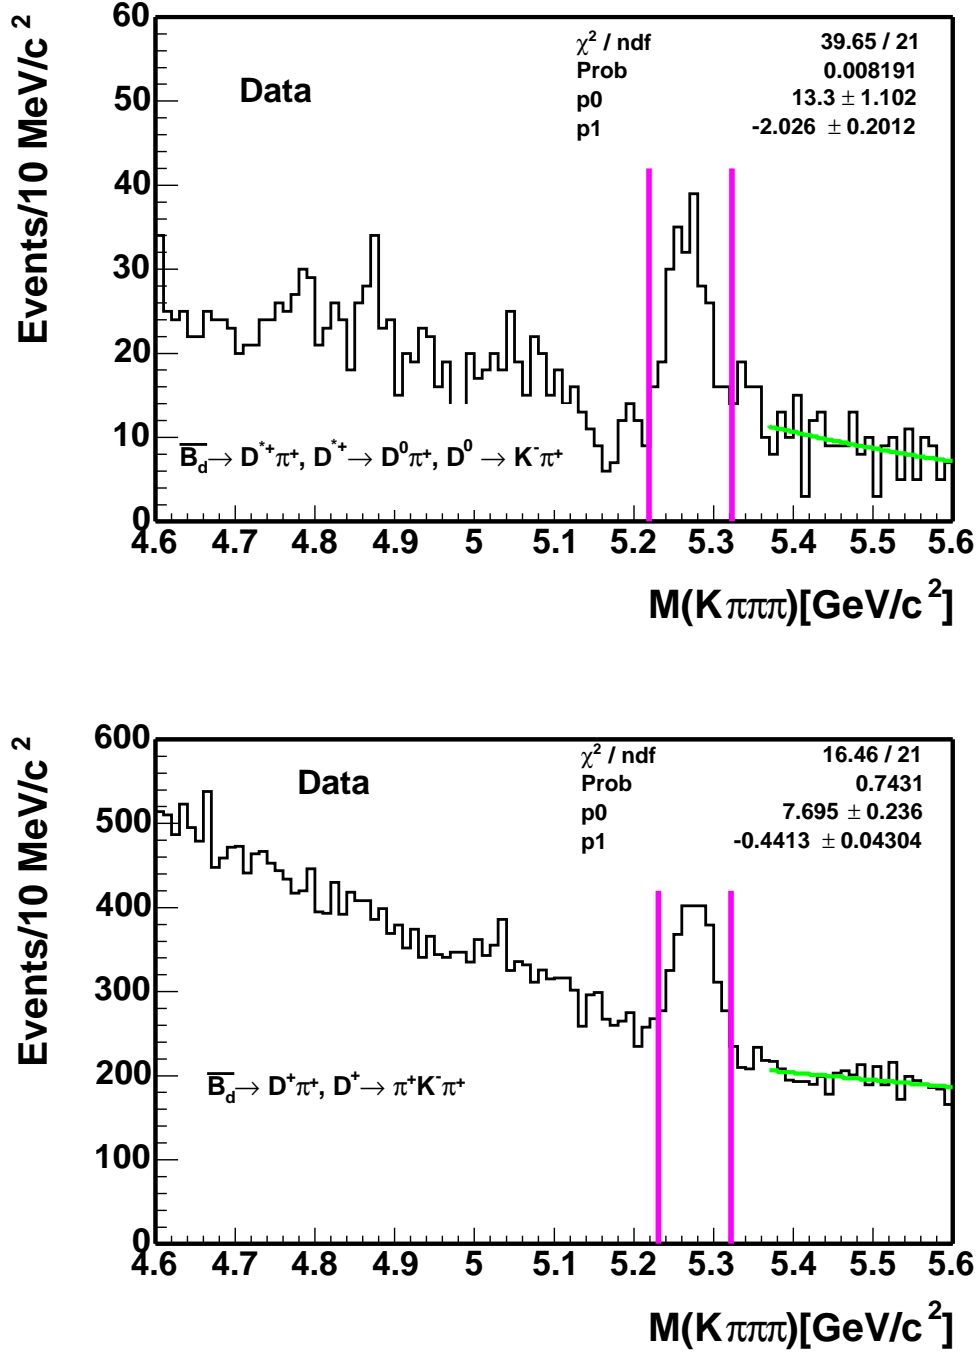 Events/10 MeV/c²
60
50
40
30
20
10
0
Data
χ² / ndf 39.65 / 21
Prob 0.008191
p0 13.3 ± 1.102
p1 -2.026 ± 0.2012
B̅_d → D*⁺π⁺, D*⁺ → D⁰π⁺, D⁰ → K⁻π⁺
4.6 4.7 4.8 4.9 5 5.1 5.2 5.3 5.4 5.5 5.6
M(Kπππ)[GeV/c²]
Events/10 MeV/c²
600
500
400
300
200
100
0
Data
χ² / ndf 16.46 / 21
Prob 0.7431
p0 7.695 ± 0.236
p1 -0.4413 ± 0.04304
B̅_d → D⁺π⁺, D⁺ → π⁺K⁻π⁺
4.6 4.7 4.8 4.9 5 5.1 5.2 5.3 5.4 5.5 5.6
M(Kπππ)[GeV/c²]